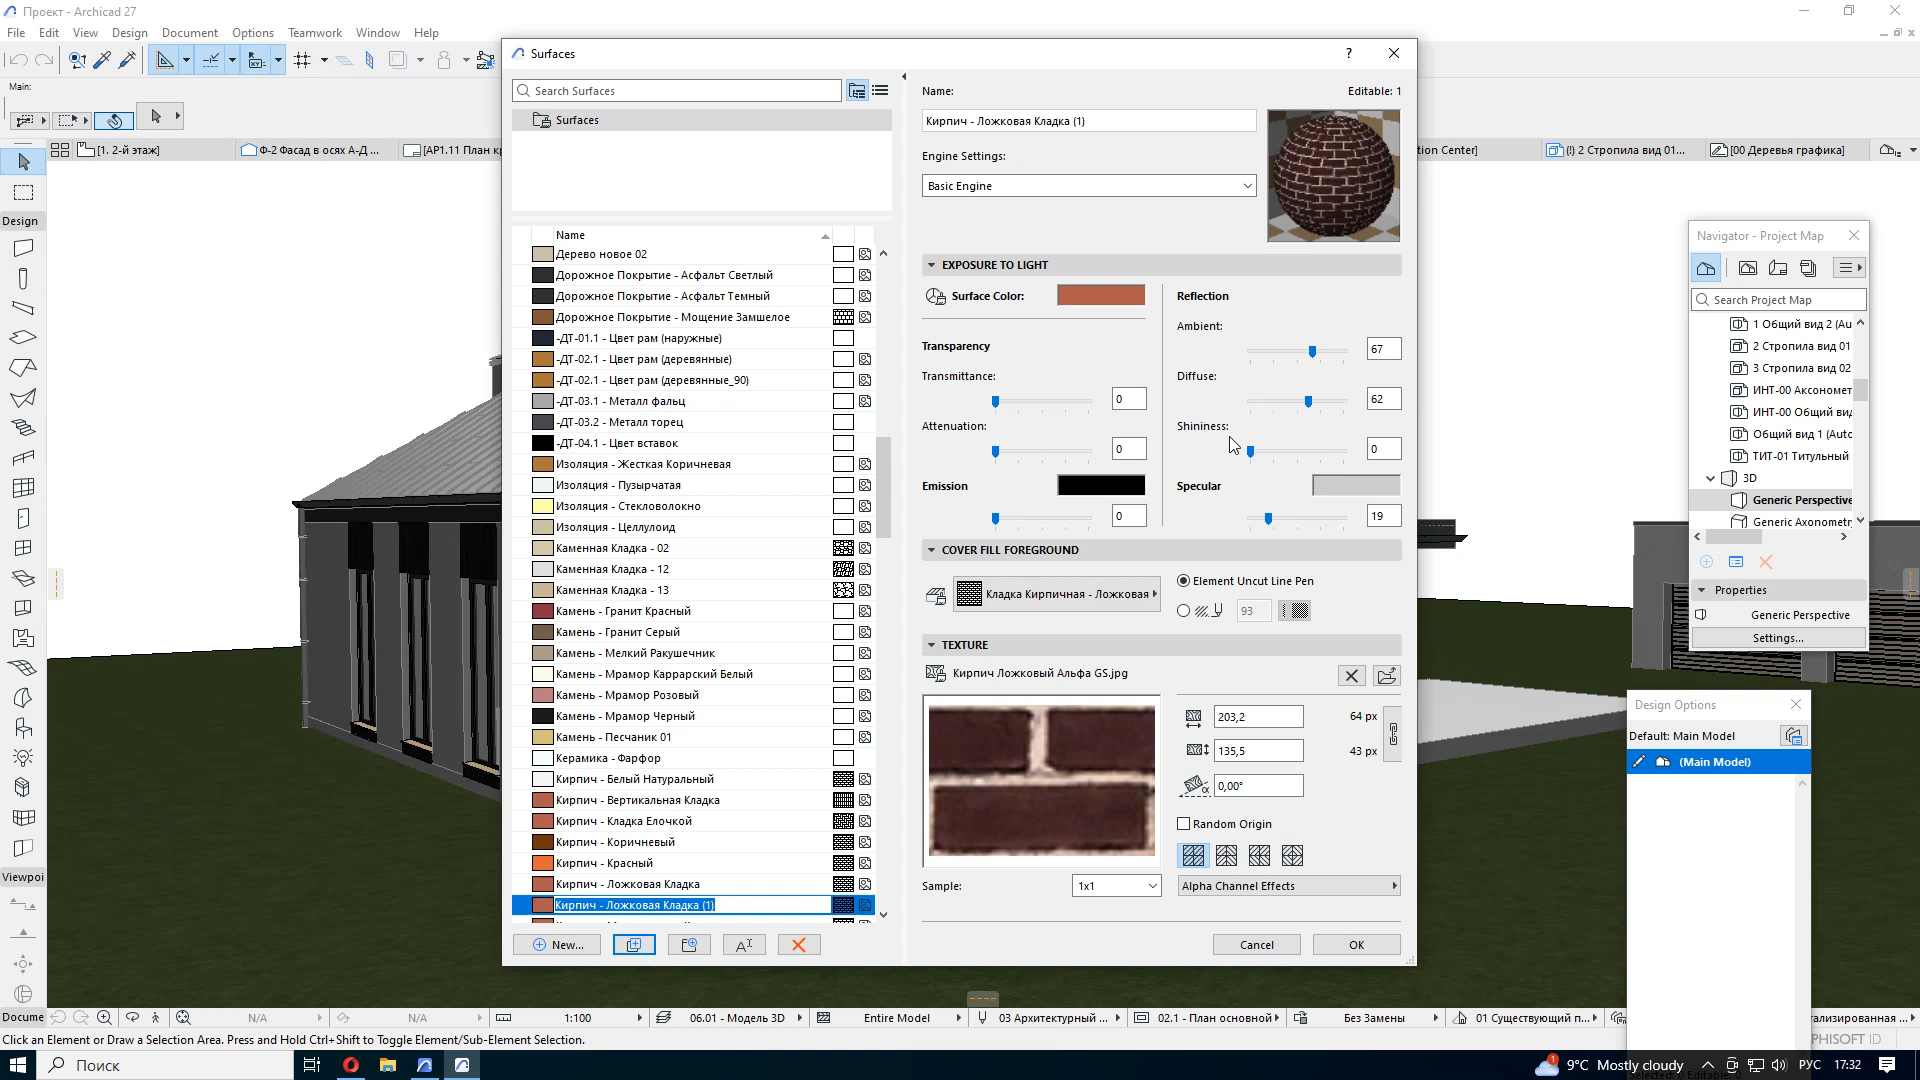 Проект - Archicad 27
File Edit View Design Document Options Teamwork Window Help
Main:
[1. 2-й этаж]
Ф-2 Фасад в осях А-Д ...
[АР1.11 План к
tion Center]
(!) 2 Стропила вид 01...
[00 Деревья графика]
Design
Viewpoi
Docume
Surfaces
?
Search Surfaces
Surfaces
Name
Дерево новое 02
Дорожное Покрытие - Асфальт Светлый
Дорожное Покрытие - Асфальт Темный
Дорожное Покрытие - Мощение Замшелое
-ДТ-01.1 - Цвет рам (наружные)
-ДТ-02.1 - Цвет рам (деревянные)
-ДТ-02.1 - Цвет рам (деревянные_90)
-ДТ-03.1 - Металл фальц
-ДТ-03.2 - Металл торец
-ДТ-04.1 - Цвет вставок
Изоляция - Жесткая Коричневая
Изоляция - Пузырчатая
Изоляция - Стекловолокно
Изоляция - Целлулоид
Каменная Кладка - 02
Каменная Кладка - 12
Каменная Кладка - 13
Камень - Гранит Красный
Камень - Гранит Серый
Камень - Мелкий Ракушечник
Камень - Мрамор Каррарский Белый
Камень - Мрамор Розовый
Камень - Мрамор Черный
Камень - Песчаник 01
Керамика - Фарфор
Кирпич - Белый Натуральный
Кирпич - Вертикальная Кладка
Кирпич - Кладка Елочкой
Кирпич - Коричневый
Кирпич - Красный
Кирпич - Ложковая Кладка
Кирпич - Ложковая Кладка (1)
New...
Name:
Editable: 1
Кирпич - Ложковая Кладка (1)
Engine Settings:
Basic Engine
EXPOSURE TO LIGHT
Surface Color:
Reflection
Ambient:
67
Transparency
Transmittance:
0
Diffuse:
62
Attenuation:
0
Shininess:
0
Emission
0
Specular
19
COVER FILL FOREGROUND
Кладка Кирпичная - Ложковая
Element Uncut Line Pen
93
TEXTURE
Кирпич Ложковый Альфа GS.jpg
203,2
64 px
135,5
43 px
α
0,00°
Random Origin
Sample:
1x1
Alpha Channel Effects
Cancel
OK
Navigator - Project Map
Search Project Map
1 Общий вид 2 (Au
2 Стропила вид 01
3 Стропила вид 02
ИНТ-00 Аксономет
ИНТ-00 Общий вид
Общий вид 1 (Auto
ТИТ-01 Титульный
3D
Generic Perspective
Generic Axonometr
Properties
Generic Perspective
Settings...
Design Options
Default: Main Model
(Main Model)
N/A
N/A
1:100
06.01 - Модель 3D
Entire Model
03 Архитектурный ...
02.1 - План основной
Без Замены
01 Существующий п...
ализированная ...
Click an Element or Draw a Selection Area. Press and Hold Ctrl+Shift to Toggle Element/Sub-Element Selection.
PHISOFT ID
Поиск
1
9°C Mostly cloudy
РУС
17:32